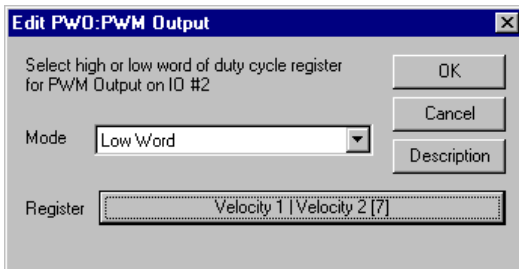 Edit PWO:PWM Output
Select high or low word of duty cycle register
for PWM Output on IO #2
OK
Cancel
Mode
Low Word
Description
Register
Velocity 1 | Velocity 2 [7]